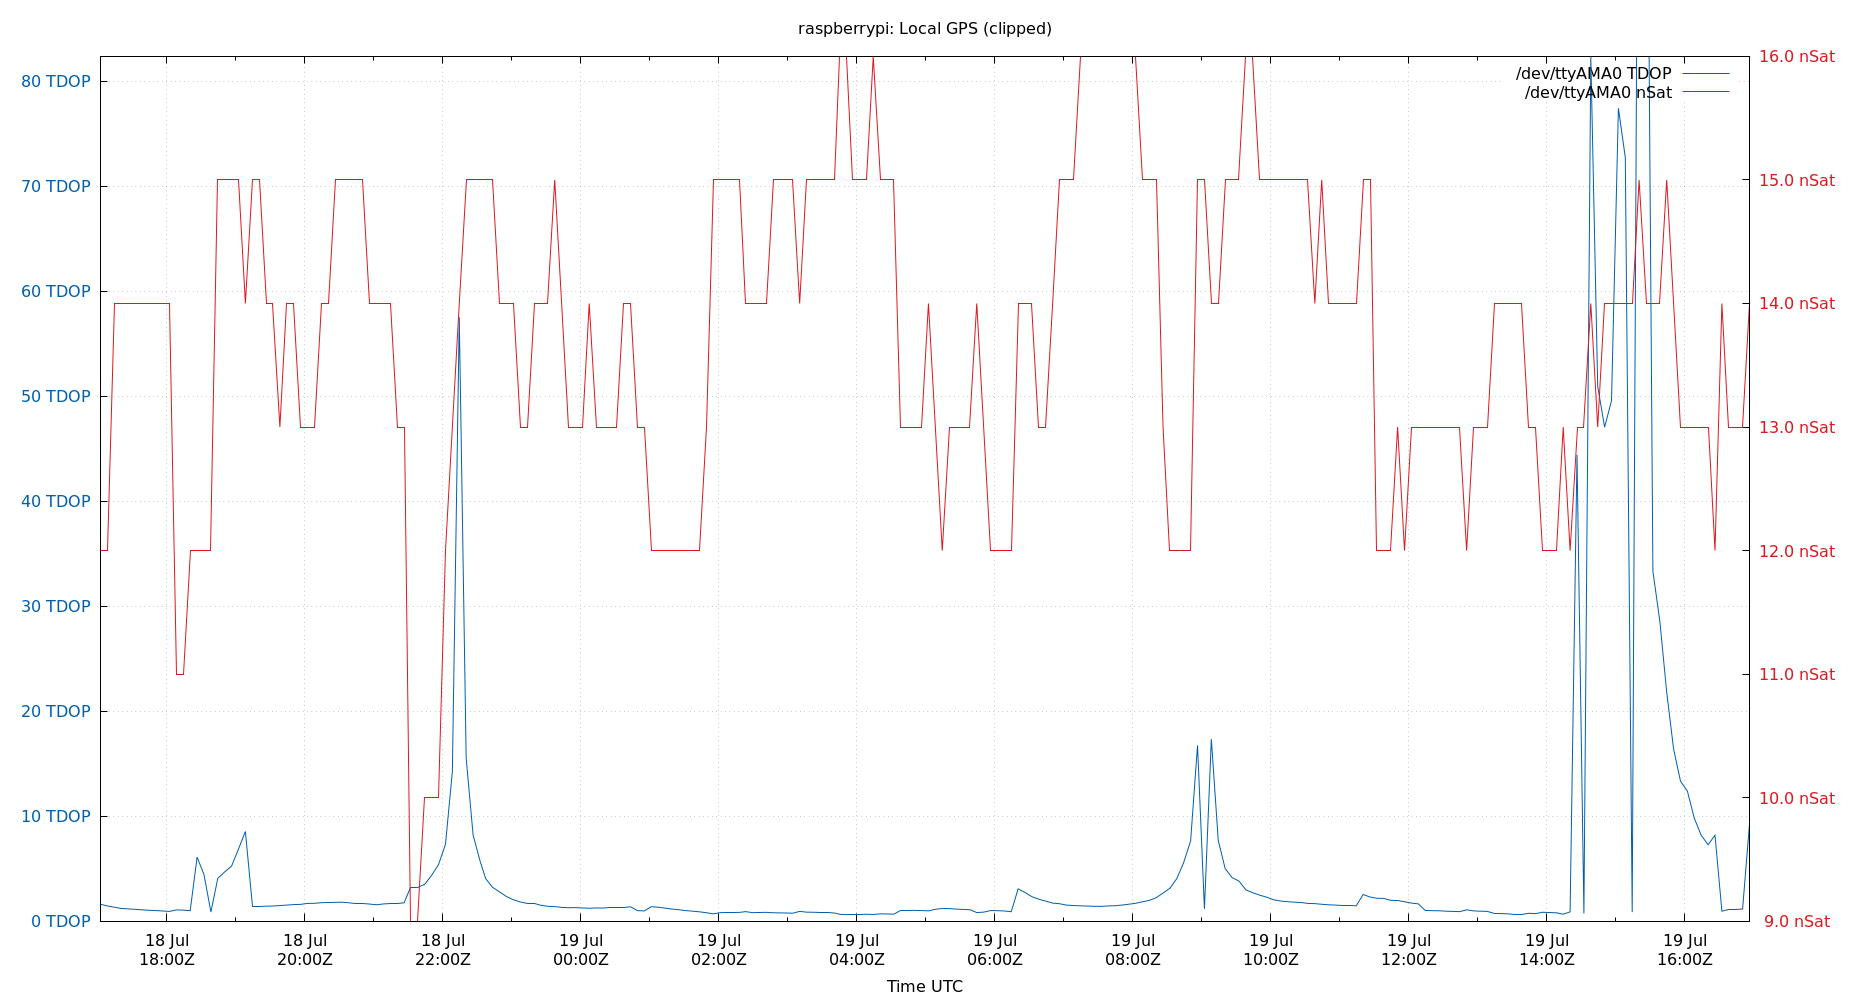 raspberrypi: Local GPS (clipped)
80 TDOP
70 TDOP
60 TDOP
50 TDOP
40 TDOP
30 TDOP
20 TDOP
10 TDOP
0 TDOP
16.0 nSat
15.0 nSat
14.0 nSat
13.0 nSat
12.0 nSat
11.0 nSat
10.0 nSat
9.0 nSat
/dev/ttyAMA0 TDOP
/dev/ttyAMA0 nSat
18 Jul 18 Jul 18 Jul 19 Jul 19 Jul 19 Jul 19 Jul 19 Jul 19 Jul 19 Jul 19 Jul 19 Jul
18:00Z 20:00Z 22:00Z 00:00Z 02:00Z 04:00Z 06:00Z 08:00Z 10:00Z 12:00Z 14:00Z 16:00Z
Time UTC